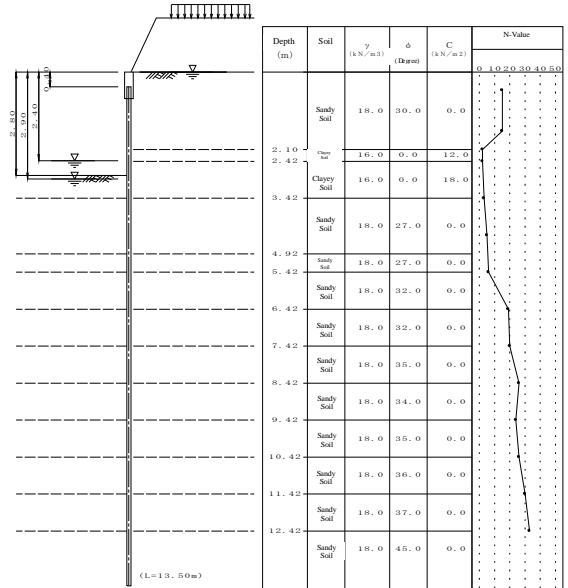 Depth (m) Soil γ (kN/m3) φ (Degree) C (kN/m2) N-Value
0 10 20 30 40 50
0.40
2.80
2.90
2.40
Sandy Soil 18.0 30.0 0.0
2.10
Clayey Soil 16.0 0.0 12.0
2.42
Clayey Soil 16.0 0.0 18.0
3.42
Sandy Soil 18.0 27.0 0.0
4.92
Sandy Soil 18.0 27.0 0.0
5.42
Sandy Soil 18.0 32.0 0.0
6.42
Sandy Soil 18.0 32.0 0.0
7.42
Sandy Soil 18.0 35.0 0.0
8.42
Sandy Soil 18.0 34.0 0.0
9.42
Sandy Soil 18.0 35.0 0.0
10.42
Sandy Soil 18.0 36.0 0.0
11.42
Sandy Soil 18.0 37.0 0.0
12.42
Sandy Soil 18.0 45.0 0.0
(L=13.50m)